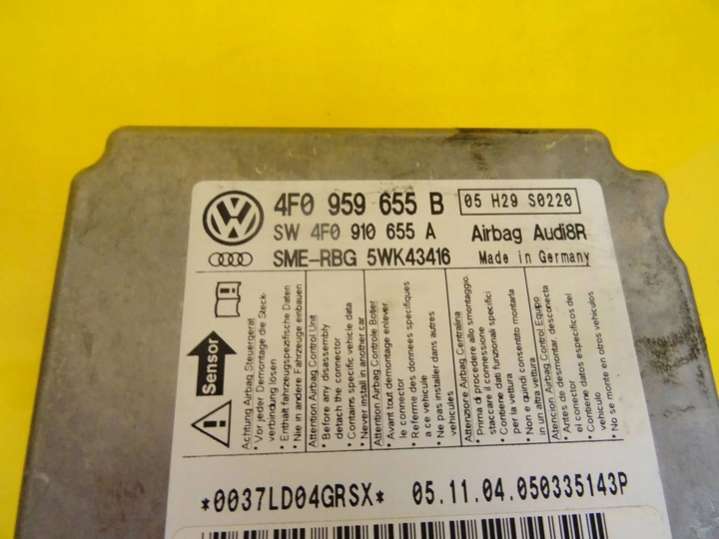 4F0 959 655 B
05 H29 S0220
SW 4F0 910 655 A
Airbag Audi8R
SME-RBG 5WK43416
Made in Germany
Sensor
Achtung Airbag Steuergerät
• Vor jeder Demontage die Steck-
verbindung lösen
• Enthält fahrzeugspezifische Daten
• Nie in andere Fahrzeuge einbauen
Attention Airbag Control Unit
• Before any disassembly
detach the connector
• Contains specific vehicle data
• Never install in another car
Attention Airbag Controle Boiter
• Avant tout demontage enlever
le connector
• Referme des donnees specifiques
a ce vehicule
• Ne pas installer dans autres
vehicules
Attenzione Airbag Centralina
• Prima di procedere allo smontaggio
staccare il connessione
• Contiene dati funzionali specifici
per la vettura
• Non e quindi consentito montarla
in un altra vettura
Atencion Airbag Control Equipo
• Antes de desmontar, desconecta
el conector
• Contiene datos especificos del
vehiculo
• No se monte en otros vehiculos
*0037LD04GRSX*
05.11.04.050335143P